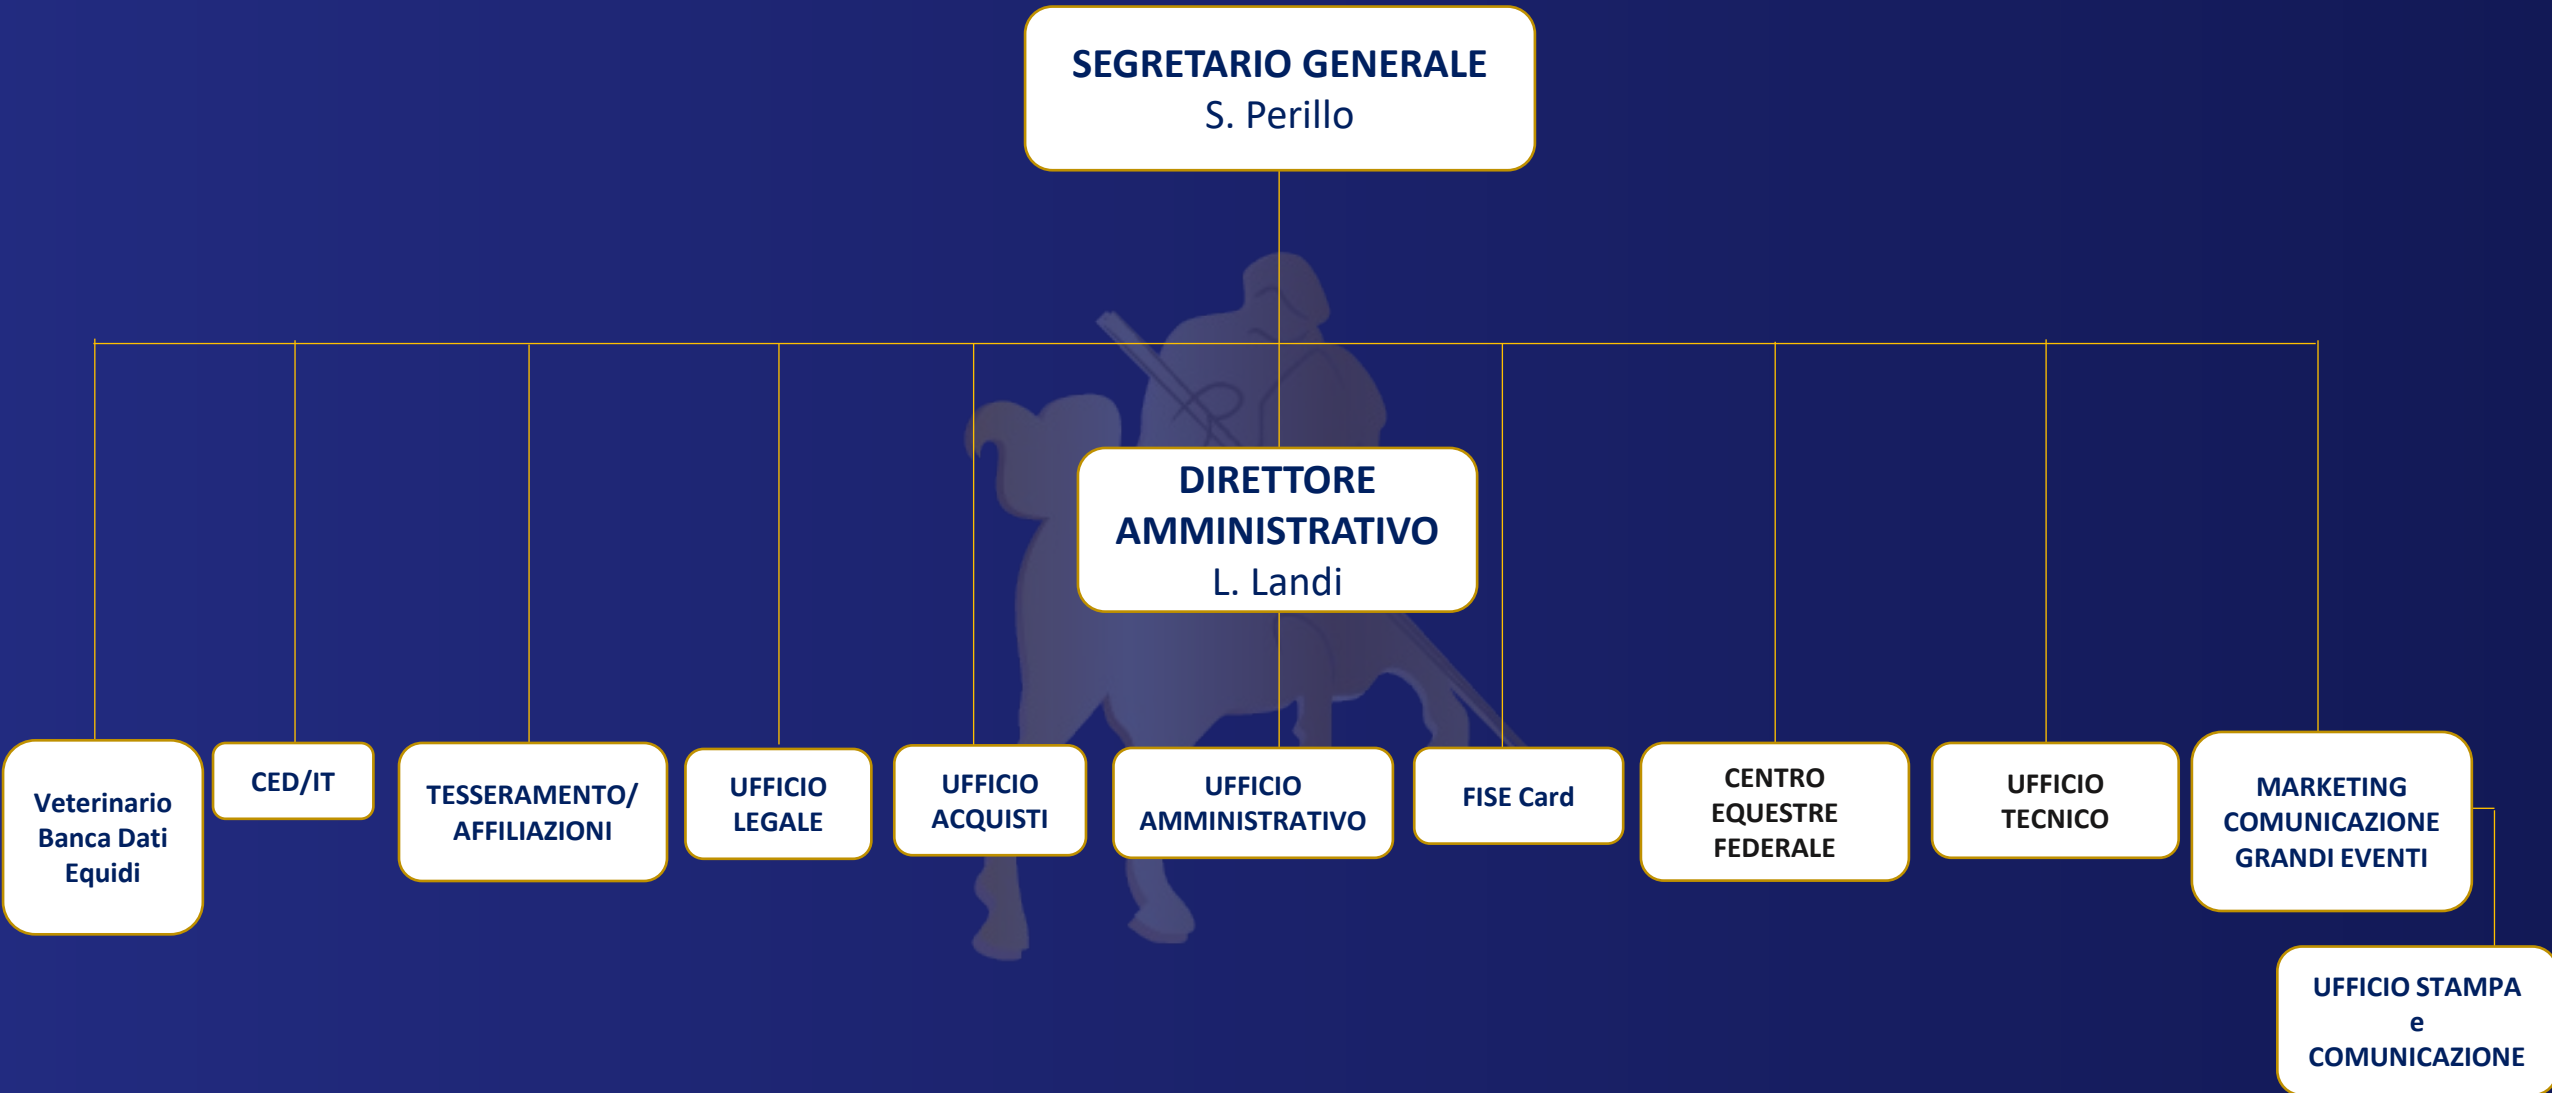 SEGRETARIO GENERALE
S. Perillo
DIRETTORE
AMMINISTRATIVO
L. Landi
Veterinario
Banca Dati
Equidi
CED/IT
TESSERAMENTO/
AFFILIAZIONI
UFFICIO
LEGALE
UFFICIO
ACQUISTI
UFFICIO
AMMINISTRATIVO
FISE Card
CENTRO
EQUESTRE
FEDERALE
UFFICIO
TECNICO
MARKETING
COMUNICAZIONE
GRANDI EVENTI
UFFICIO STAMPA
e
COMUNICAZIONE